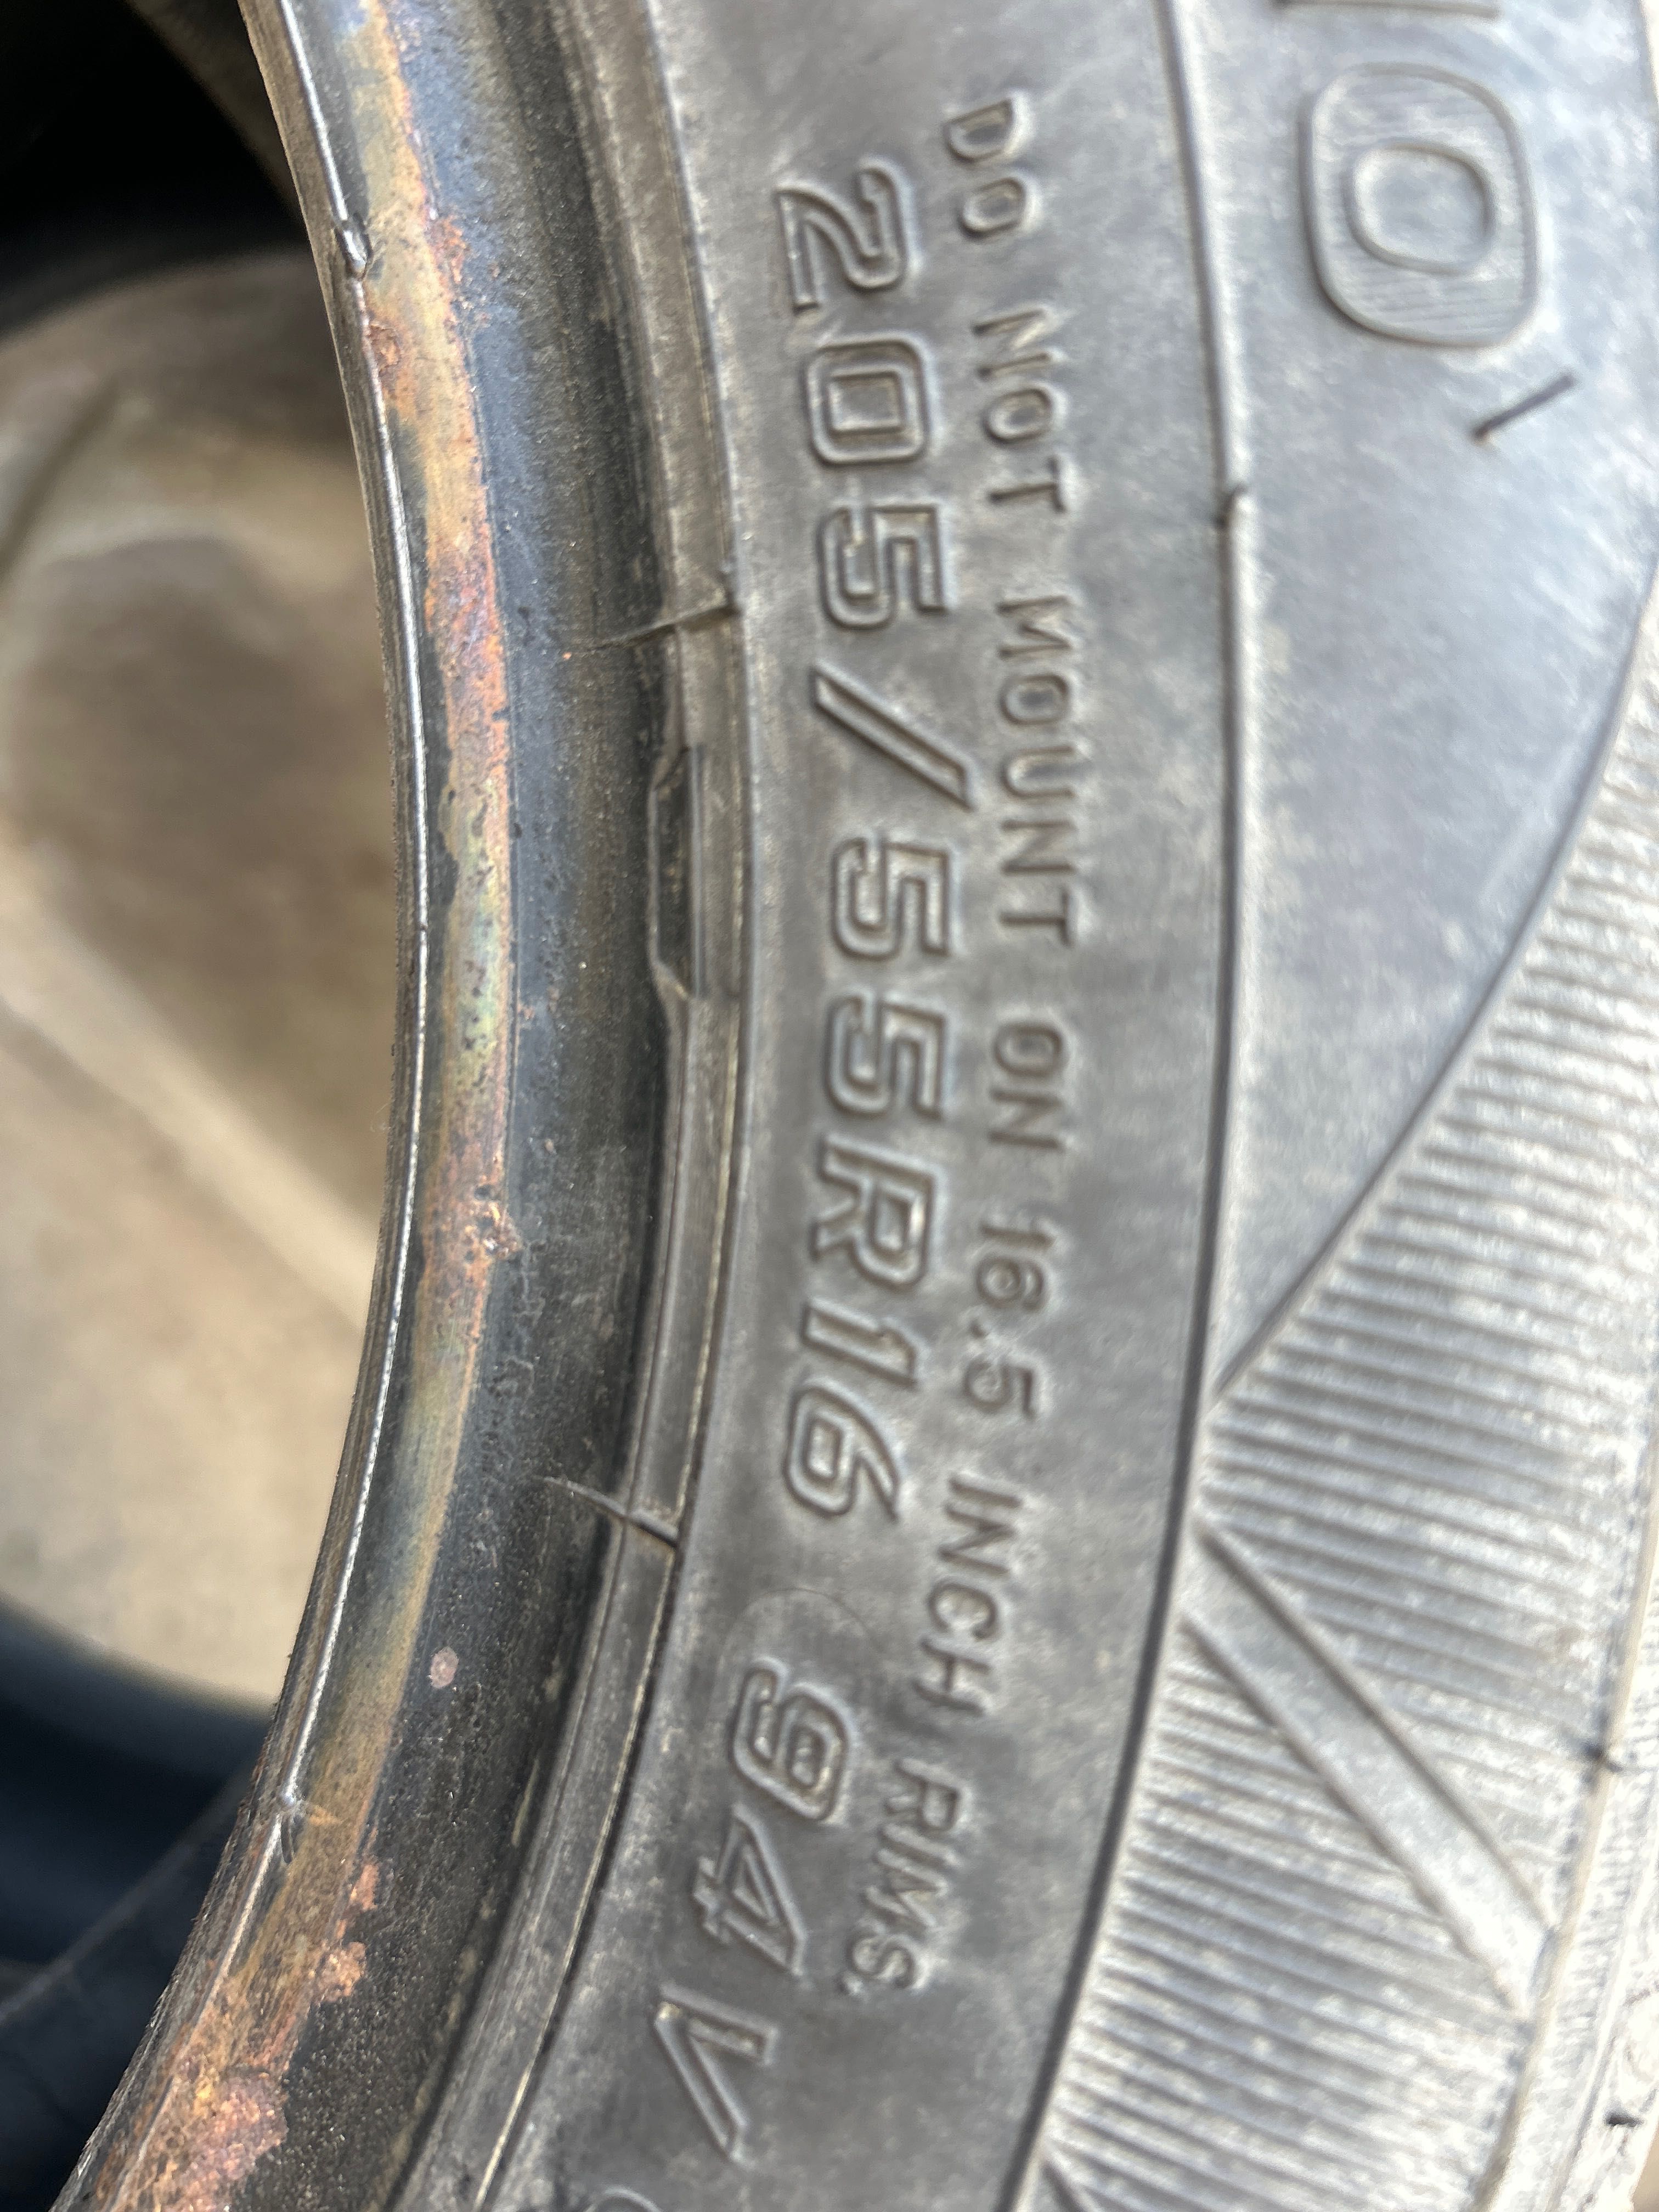 DO NOT MOUNT ON 16.5 INCH RIMS.
205/55R16 94V